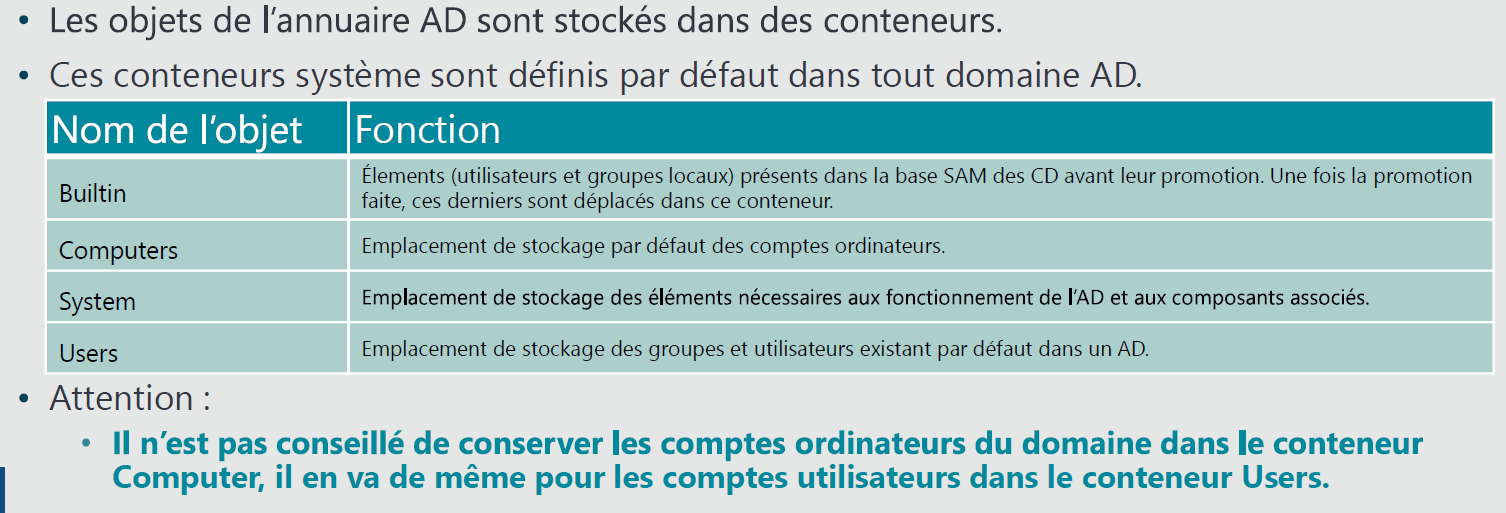 • Les objets de l’annuaire AD sont stockés dans des conteneurs.
• Ces conteneurs système sont définis par défaut dans tout domaine AD.
Nom de l’objet Fonction
Builtin Élements (utilisateurs et groupes locaux) présents dans la base SAM des CD avant leur promotion. Une fois la promotion
faite, ces derniers sont déplacés dans ce conteneur.
Computers Emplacement de stockage par défaut des comptes ordinateurs.
System Emplacement de stockage des éléments nécessaires aux fonctionnement de l’AD et aux composants associés.
Users Emplacement de stockage des groupes et utilisateurs existant par défaut dans un AD.
• Attention :
• Il n’est pas conseillé de conserver les comptes ordinateurs du domaine dans le conteneur
Computer, il en va de même pour les comptes utilisateurs dans le conteneur Users.